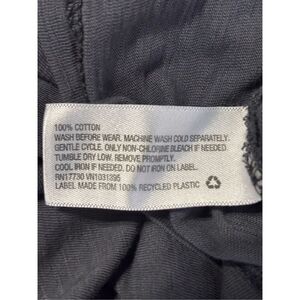 100% COTTON
WASH BEFORE WEAR. MACHINE WASH COLD SEPARATELY.
GENTLE CYCLE. ONLY NON-CHLORINE BLEACH IF NEEDED.
TUMBLE DRY LOW. REMOVE PROMPTLY.
COOL IRON IF NEEDED. DO NOT IRON ON LABEL.
RN17730 VN1031395
LABEL MADE FROM 100% RECYCLED PLASTIC